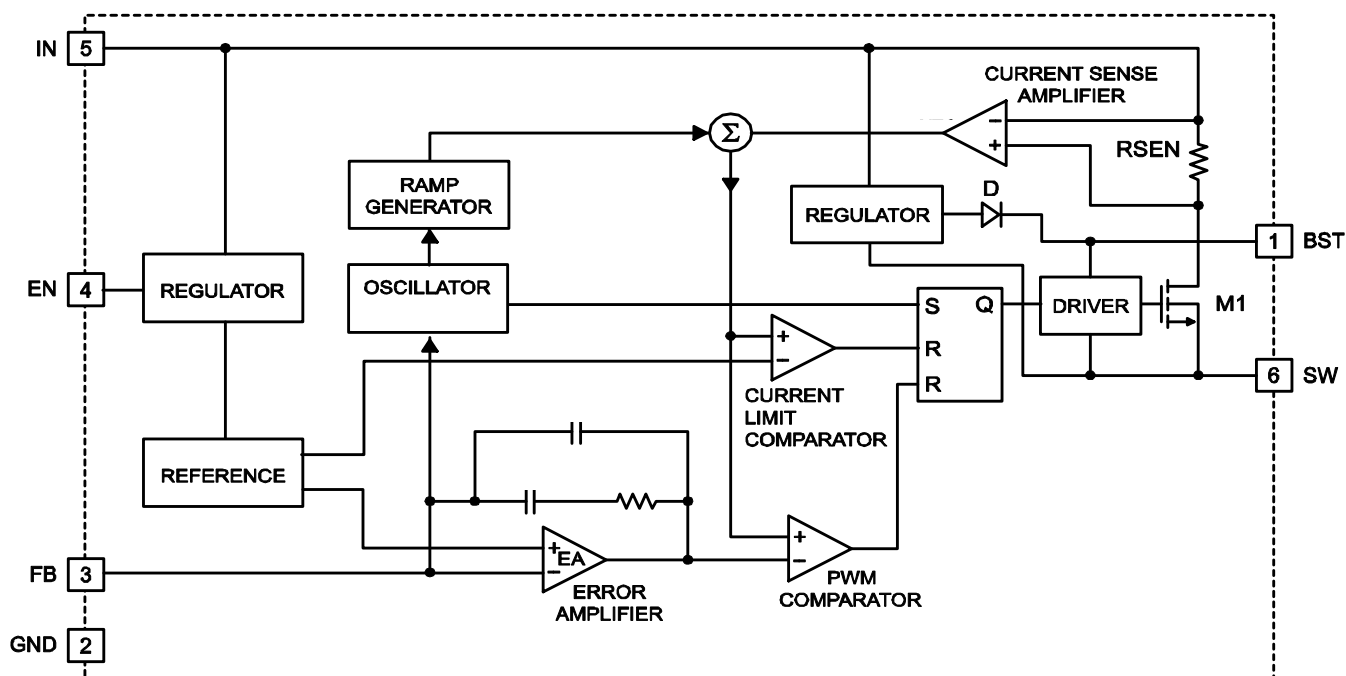 IN 5
CURRENT SENSE
AMPLIFIER
−
+
Σ
RSEN
RAMP
GENERATOR
REGULATOR
D
1 BST
EN 4
REGULATOR
OSCILLATOR
S Q
DRIVER
M1
+
−
R
R
6 SW
CURRENT
LIMIT
COMPARATOR
REFERENCE
+
EA
−
+
−
FB 3
ERROR
AMPLIFIER
PWM
COMPARATOR
GND 2